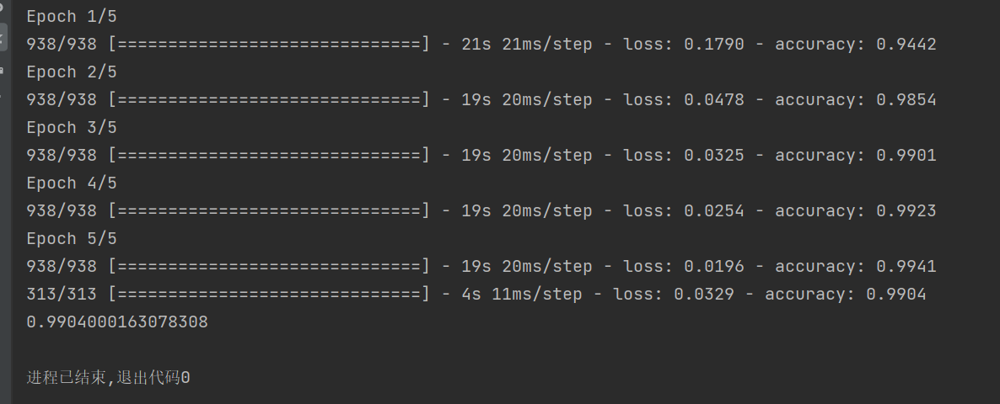 Epoch 1/5
938/938 [==============================] - 21s 21ms/step - loss: 0.1790 - accuracy: 0.9442
Epoch 2/5
938/938 [==============================] - 19s 20ms/step - loss: 0.0478 - accuracy: 0.9854
Epoch 3/5
938/938 [==============================] - 19s 20ms/step - loss: 0.0325 - accuracy: 0.9901
Epoch 4/5
938/938 [==============================] - 19s 20ms/step - loss: 0.0254 - accuracy: 0.9923
Epoch 5/5
938/938 [==============================] - 19s 20ms/step - loss: 0.0196 - accuracy: 0.9941
313/313 [==============================] - 4s 11ms/step - loss: 0.0329 - accuracy: 0.9904
0.9904000163078308
进程已结束,退出代码0